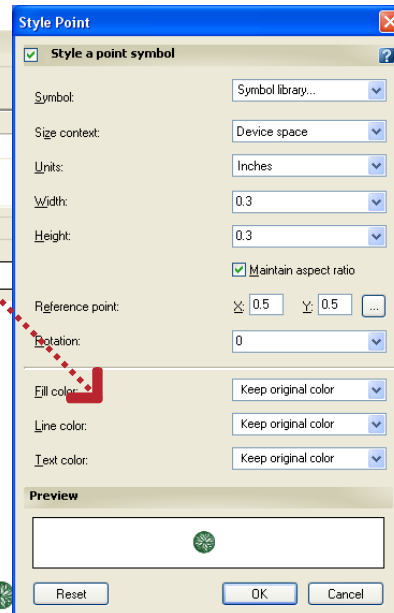 Style Point
Style a point symbol
?
Symbol: Symbol library...
Size context: Device space
Units: Inches
Width: 0.3
Height: 0.3
Maintain aspect ratio
Reference point: X: 0.5 Y: 0.5 ...
Rotation: 0
Fill color: Keep original color
Line color: Keep original color
Text color: Keep original color
Preview
Reset OK Cancel